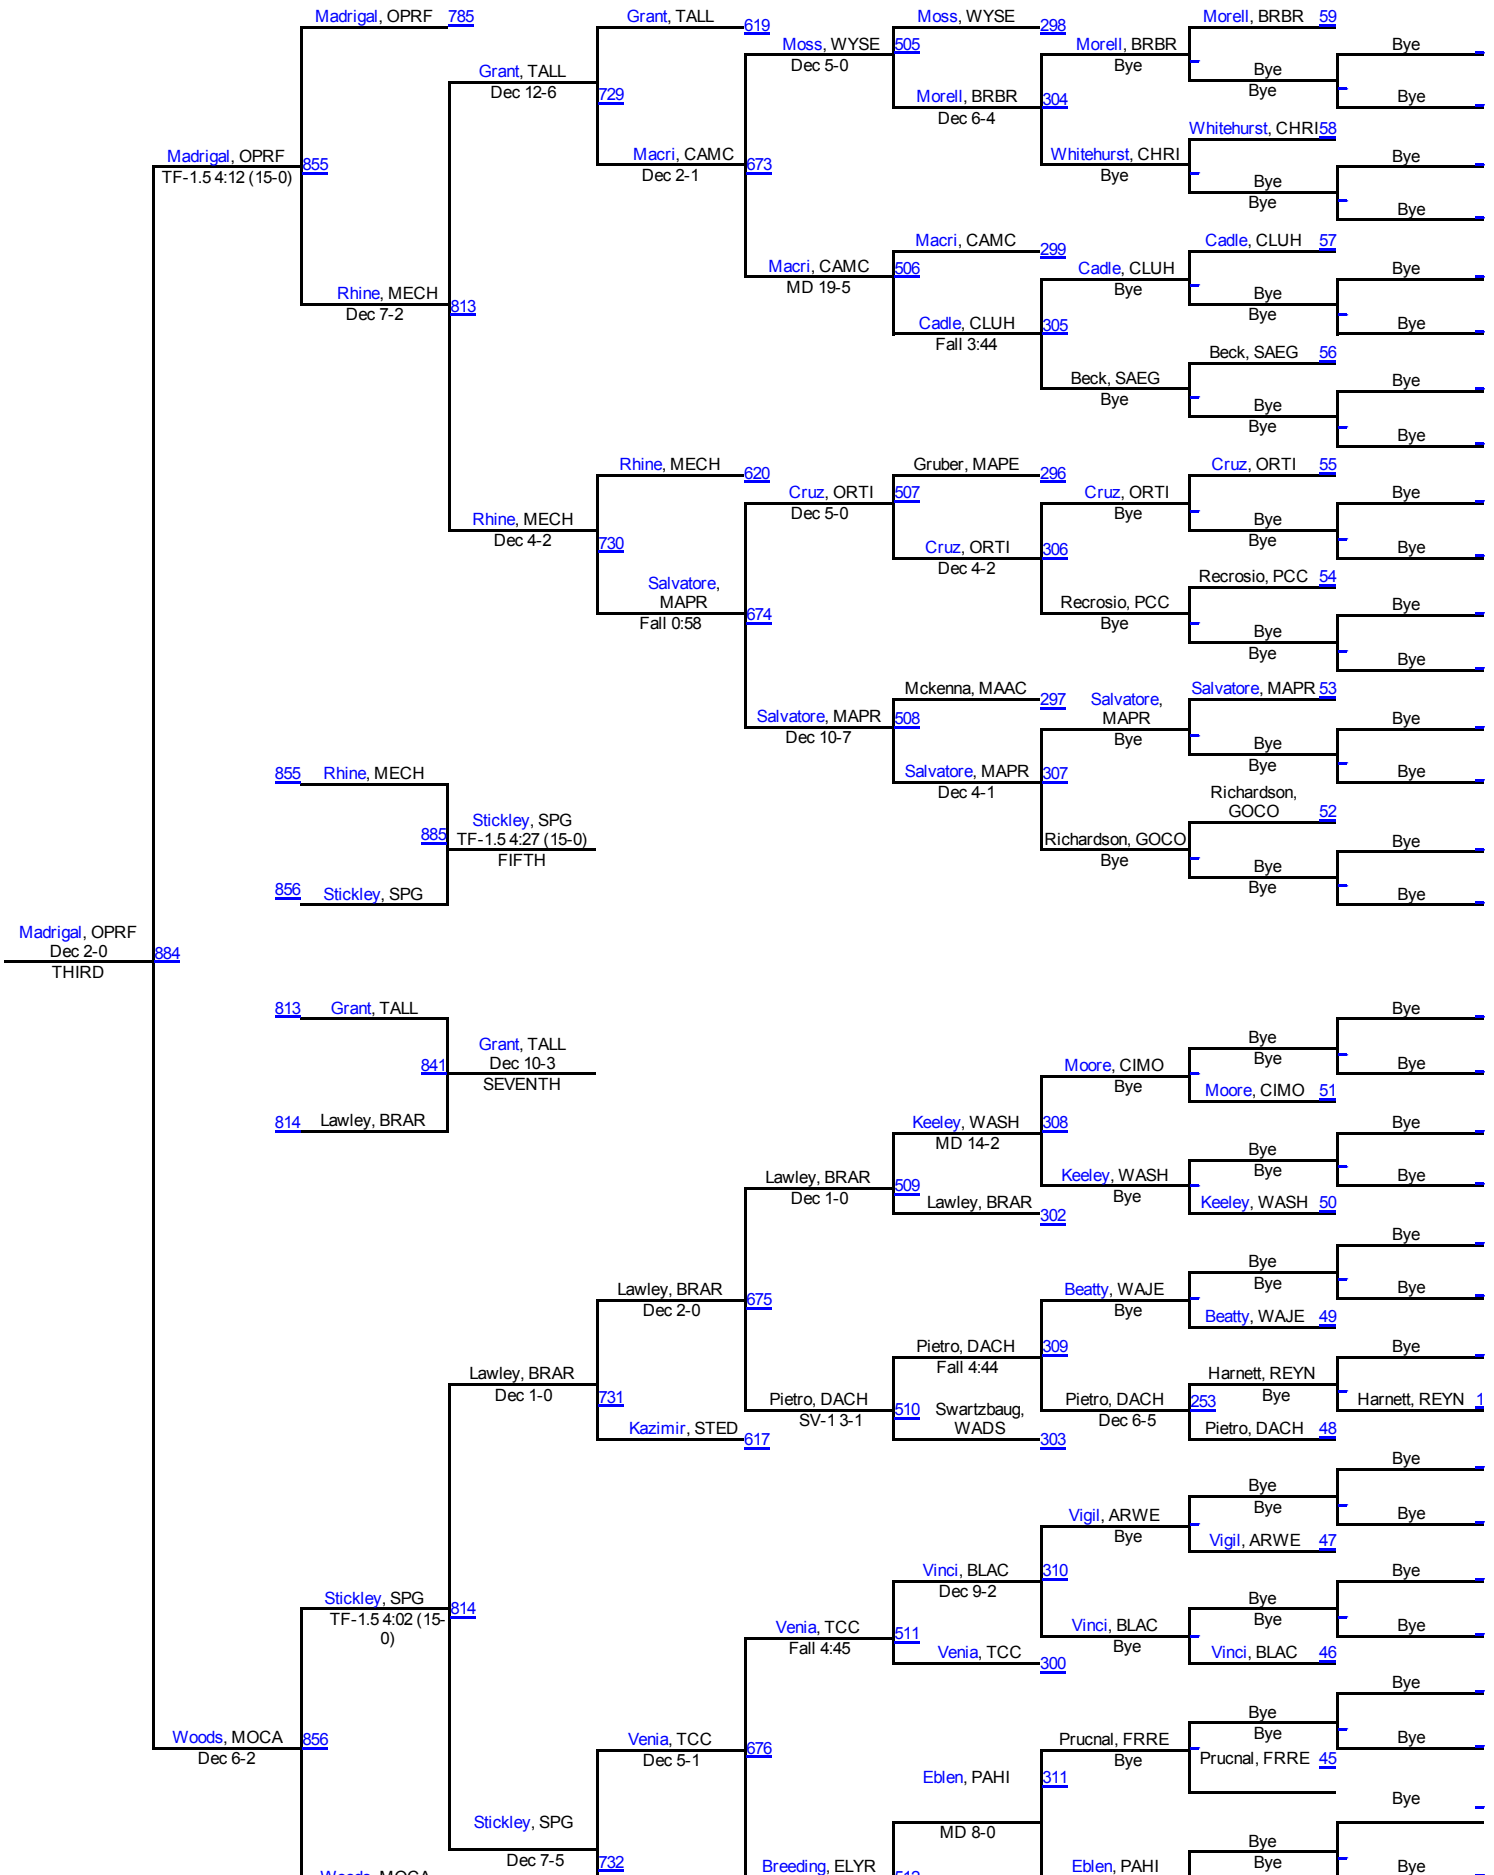 Madrigal, OPRF 785
Grant, TALL
619
Moss, WYSE
298
Morell, BRBR 59
Moss, WYSE
505
Dec 5-0
Morell, BRBR
Bye
Bye
Grant, TALL
Dec 12-6
729
Bye
Bye
Morell, BRBR
304
Dec 6-4
Bye
Whitehurst, CHRI58
Madrigal, OPRF
855
TF-1.5 4:12 (15-0)
Macri, CAMC
673
Dec 2-1
Whitehurst, CHRI
Bye
Bye
Bye
Bye
Bye
Macri, CAMC
299
Cadle, CLUH 57
Macri, CAMC
506
MD 19-5
Cadle, CLUH
Bye
Bye
Rhine, MECH
813
Dec 7-2
Bye
Bye
Cadle, CLUH
305
Fall 3:44
Bye
Beck, SAEG 56
Beck, SAEG
Bye
Bye
Bye
Bye
Bye
Rhine, MECH
620
Gruber, MAPE
296
Cruz, ORTI 55
Cruz, ORTI
507
Dec 5-0
Cruz, ORTI
Bye
Bye
Rhine, MECH
Dec 4-2
730
Bye
Bye
Cruz, ORTI
306
Dec 4-2
Bye
Recrosio, PCC 54
Salvatore,
MAPR
674
Fall 0:58
Recrosio, PCC
Bye
Bye
Bye
Bye
Bye
Mckenna, MAAC
297
Salvatore, MAPR 53
Salvatore, MAPR
508
Dec 10-7
Salvatore,
MAPR
Bye
Bye
855 Rhine, MECH
Bye
Bye
Salvatore, MAPR
307
Dec 4-1
Bye
Richardson,
GOCO 52
Stickley, SPG
885 TF-1.5 4:27 (15-0)
FIFTH
Richardson, GOCO
Bye
Bye
Bye
Bye
Bye
856 Stickley, SPG
Madrigal, OPRF
Dec 2-0
884
THIRD
813 Grant, TALL
Bye
Grant, TALL
841 Dec 10-3
SEVENTH
Moore, CIMO
Bye
Bye
Bye
Bye
Moore, CIMO 51
814 Lawley, BRAR
Keeley, WASH
308
MD 14-2
Bye
Bye
Bye
Lawley, BRAR
509
Dec 1-0
Keeley, WASH
Bye
Bye
Lawley, BRAR
302
Keeley, WASH 50
Bye
Bye
Bye
Lawley, BRAR
675
Dec 2-0
Beatty, WAJE
Bye
Bye
Beatty, WAJE 49
Pietro, DACH
309
Fall 4:44
Bye
Lawley, BRAR
Dec 1-0
731
Harnett, REYN
Bye
Pietro, DACH
510
SV-1 3-1
Pietro, DACH
253
Dec 6-5
Harnett, REYN 1
Swartzbaug,
WADS
303
Kazimir, STED
617
Pietro, DACH 48
Bye
Bye
Bye
Vigil, ARWE
Bye
Bye
Vigil, ARWE 47
Vinci, BLAC
310
Dec 9-2
Bye
Stickley, SPG
814
TF-1.5 4:02 (15-
0)
Bye
Bye
Venia, TCC
511
Fall 4:45
Vinci, BLAC
Bye
Bye
Venia, TCC
300
Vinci, BLAC 46
Bye
Bye
Bye
Woods, MOCA
856
Dec 6-2
Venia, TCC
676
Dec 5-1
Prucnal, FRRE
Bye
Bye
Prucnal, FRRE 45
Eblen, PAHI
311
MD 8-0
Bye
Stickley, SPG
Dec 7-5
732
Bye
Bye
Breeding, ELYR
Eblen, PAHI
Bye